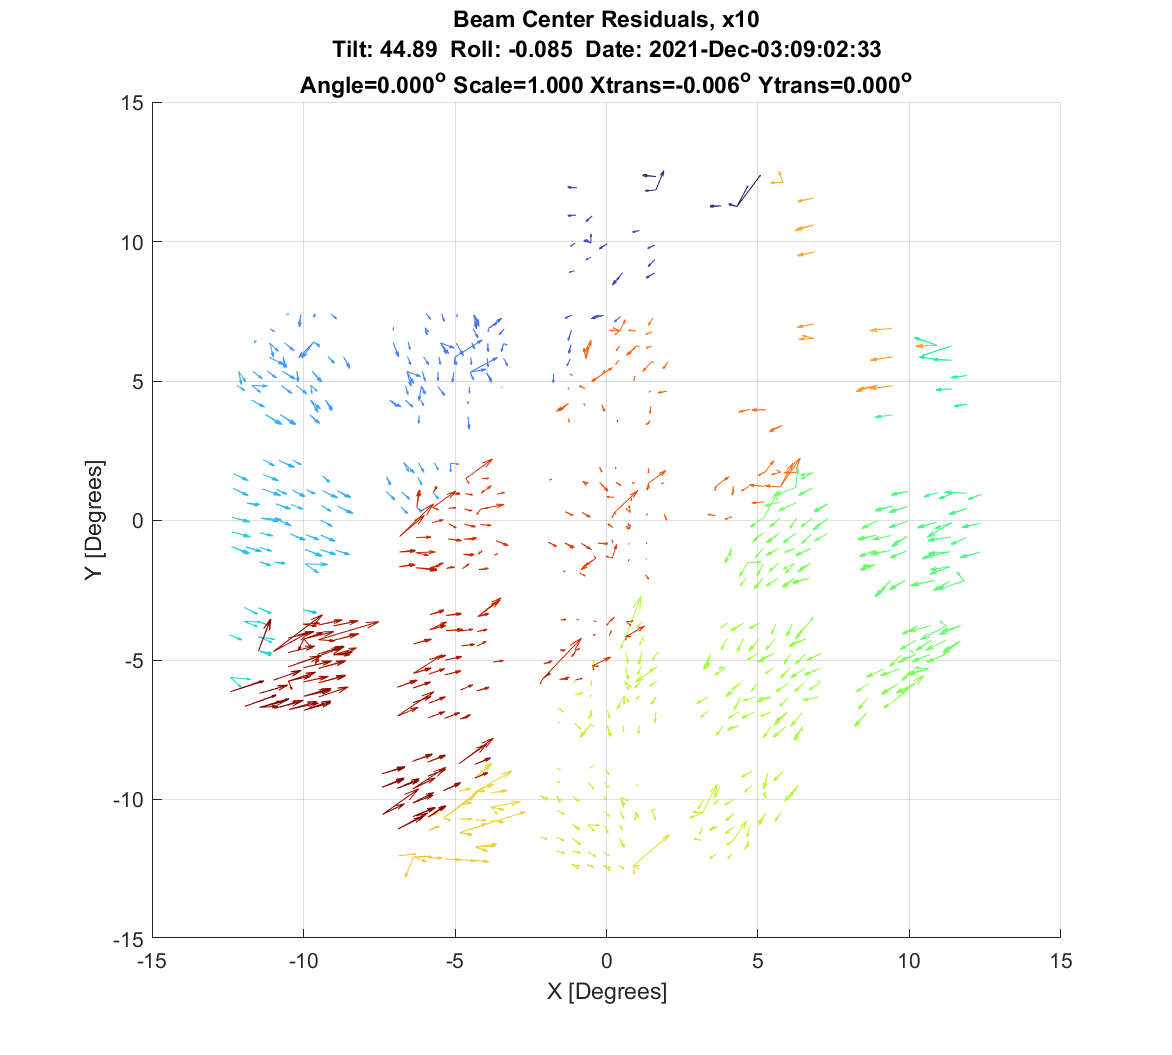 Beam Center Residuals, x10
Tilt: 44.89 Roll: -0.085 Date: 2021-Dec-03:09:02:33
Angle=0.000° Scale=1.000 Xtrans=-0.006° Ytrans=0.000°
15
10
5
0
-5
-10
-15
Y [Degrees]
-15 -10 -5 0 5 10 15
X [Degrees]